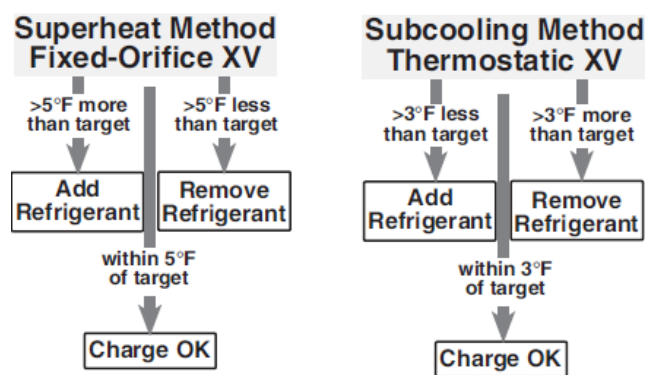 Superheat Method
Fixed-Orifice XV
>5°F more
than target
>5°F less
than target
Add
Refrigerant
Remove
Refrigerant
within 5°F
of target
Charge OK
Subcooling Method
Thermostatic XV
>3°F less
than target
>3°F more
than target
Add
Refrigerant
Remove
Refrigerant
within 3°F
of target
Charge OK